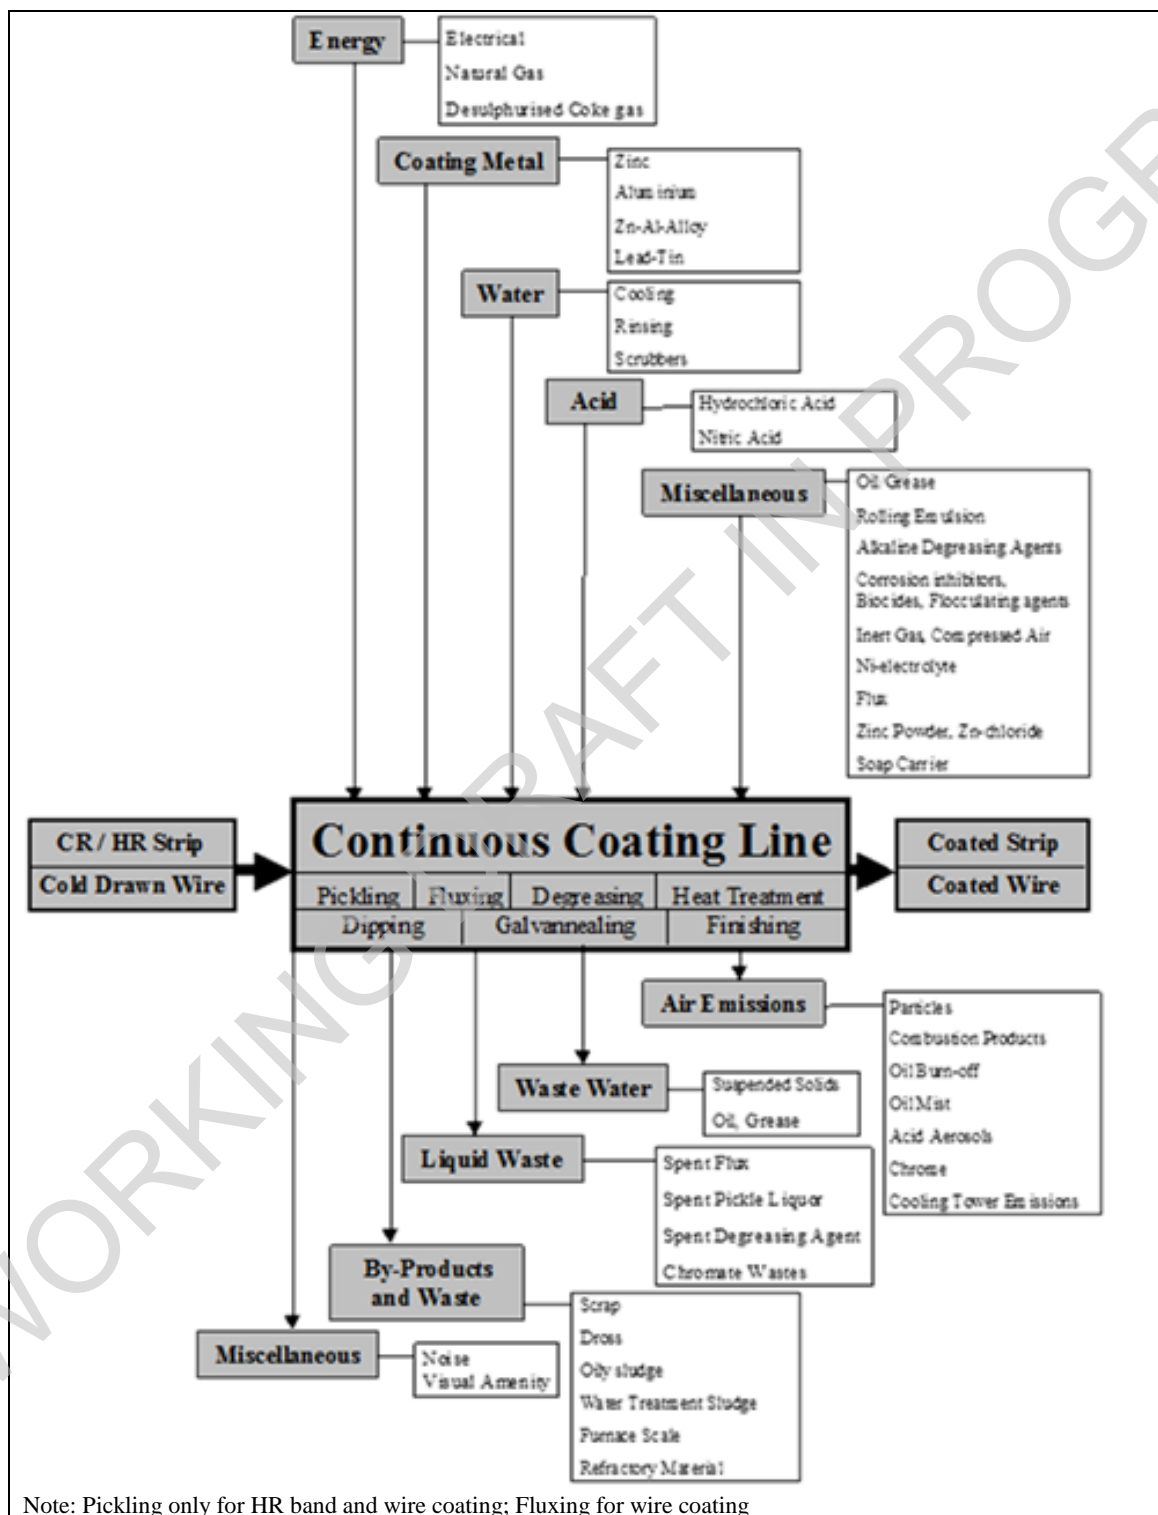 Energy
Electrical
Natural Gas
Desulphurised Coke gas
Coating Metal
Zinc
Aluminium
Zn-Al-Alloy
Lead-Tin
Water
Cooling
Rinsing
Scrubbers
Acid
Hydrochloric Acid
Nitric Acid
Miscellaneous
Oil/Grease
Rolling Emulsion
Alkaline Degreasing Agents
Corrosion inhibitors,
Biocides, Flocculating agents
Inert Gas, Compressed Air
Ni-electrolyte
Flux
Zinc Powder, Zn-chloride
Soap Carrier
CR / HR Strip
Cold Drawn Wire
Continuous Coating Line
Pickling Fluxing Degreasing Heat Treatment
Dipping Galvannealing Finishing
Coated Strip
Coated Wire
Air Emissions
Particles
Combustion Products
Oil Burn-off
Oil Mist
Acid Aerosols
Chrome
Cooling Tower Emissions
Waste Water
Suspended Solids
Oil, Grease
Liquid Waste
Spent Flux
Spent Pickle Liquor
Spent Degreasing Agent
Chromate Wastes
By-Products
and Waste
Scrap
Dross
Oily sludge
Water Treatment Sludge
Furnace Scale
Refractory Material
Miscellaneous
Noise
Visual Amenity
Note: Pickling only for HR band and wire coating; Fluxing for wire coating
WORKING DRAFT IN PROGR